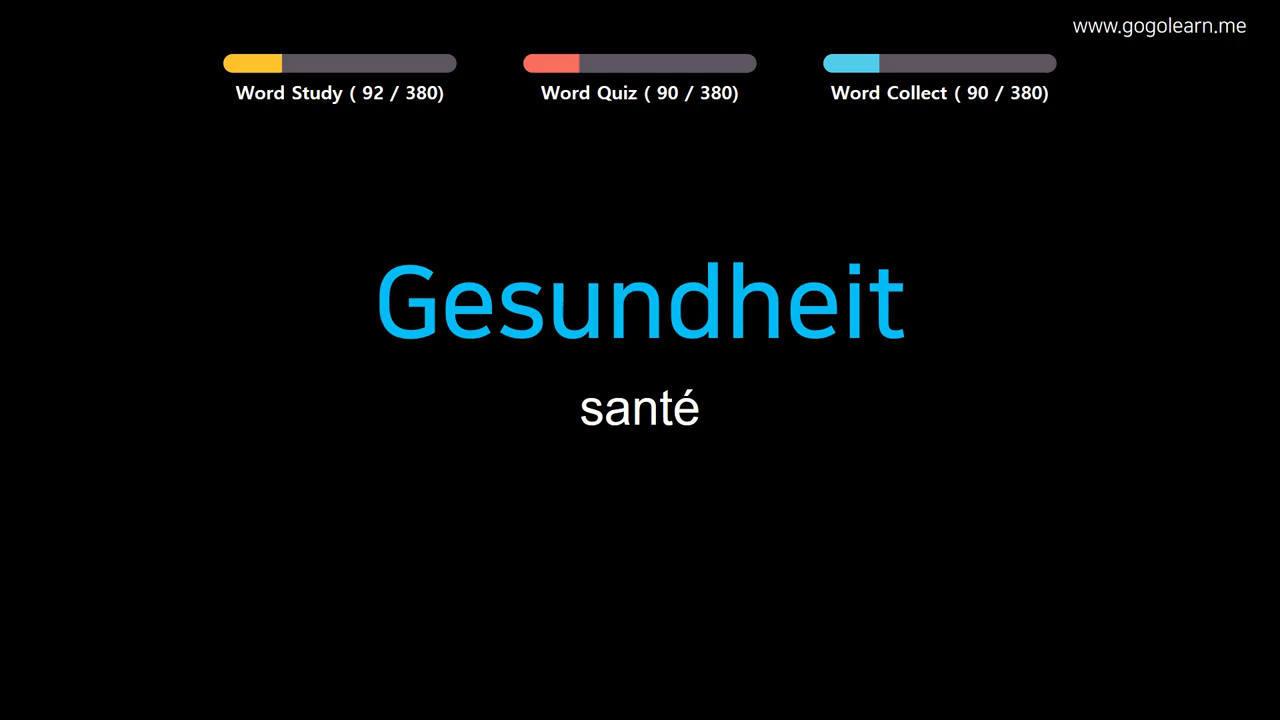 www.gogolearn.me
Word Study ( 92 / 380)
Word Quiz ( 90 / 380)
Word Collect ( 90 / 380)
Gesundheit
santé